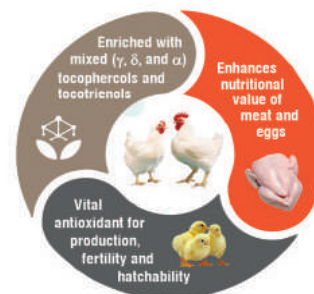 Enriched with
mixed (γ, δ, and α)
tocophercols and
tocotrienols
Enhances
nutritional
value of
meat and
eggs
Vital
antioxidant for
production,
fertility and
hatchability